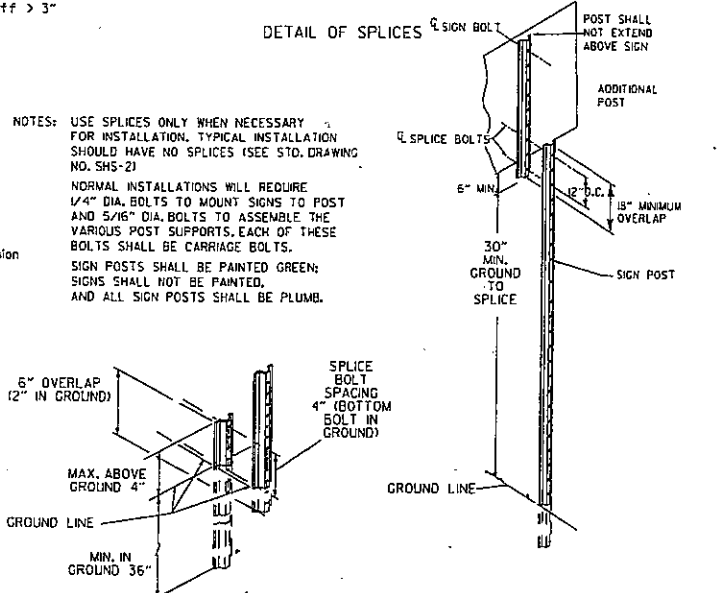 ff > 3"
DETAIL OF SPLICES
℄ SIGN BOLT
POST SHALL
NOT EXTEND
ABOVE SIGN
ADDITIONAL
POST
NOTES: USE SPLICES ONLY WHEN NECESSARY
FOR INSTALLATION. TYPICAL INSTALLATION
SHOULD HAVE NO SPLICES (SEE STD. DRAWING
NO. SHS-2)
NORMAL INSTALLATIONS WILL REQUIRE
1/4" DIA. BOLTS TO MOUNT SIGNS TO POST
AND 5/16" DIA. BOLTS TO ASSEMBLE THE
VARIOUS POST SUPPORTS. EACH OF THESE
BOLTS SHALL BE CARRIAGE BOLTS.
sion
SIGN POSTS SHALL BE PAINTED GREEN;
SIGNS SHALL NOT BE PAINTED,
AND ALL SIGN POSTS SHALL BE PLUMB.
℄ SPLICE BOLTS
6" MIN.
12" O.C.
18" MINIMUM
OVERLAP
30"
MIN.
GROUND
TO
SPLICE
SIGN POST
GROUND LINE
6" OVERLAP
(2" IN GROUND)
SPLICE
BOLT
SPACING
4" (BOTTOM
BOLT IN
GROUND)
MAX. ABOVE
GROUND 4"
GROUND LINE
MIN. IN
GROUND 36"